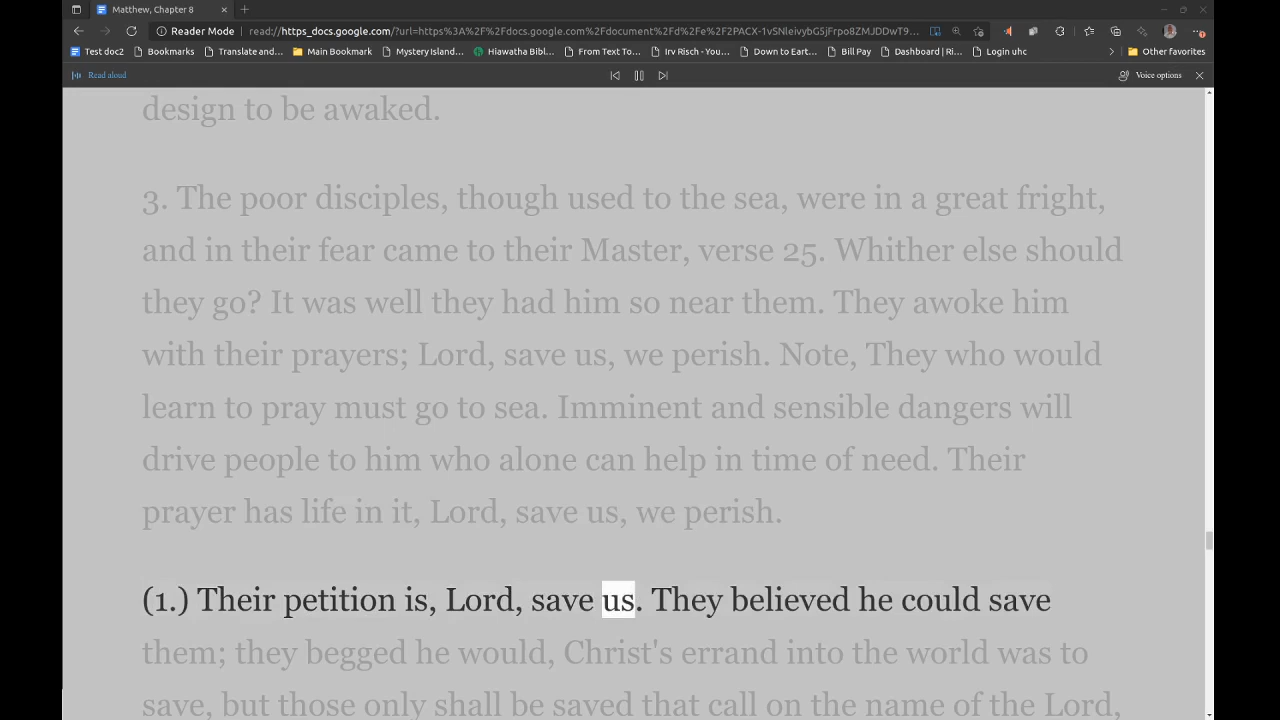 Matthew, Chapter 8
Reader Mode
read://https_docs.google.com/?url=https%3A%2F%2Fdocs.google.com%2Fdocument%2Fd%2Fe%2F2PACX-1vSNleivybG5jFrpo8ZMJDDwT9...
Test doc2 Bookmarks Translate and... Main Bookmark Mystery Island... Hiawatha Bibl... From Text To... Irv Risch - You... Down to Eart... Bill Pay Dashboard | Ri... Login uhc Other favorites
Read aloud Voice options
design to be awaked.
3. The poor disciples, though used to the sea, were in a great fright,
and in their fear came to their Master, verse 25. Whither else should
they go? It was well they had him so near them. They awoke him
with their prayers; Lord, save us, we perish. Note, They who would
learn to pray must go to sea. Imminent and sensible dangers will
drive people to him who alone can help in time of need. Their
prayer has life in it, Lord, save us, we perish.
(1.) Their petition is, Lord, save us. They believed he could save
them; they begged he would, Christ's errand into the world was to
save, but those only shall be saved that call on the name of the Lord,